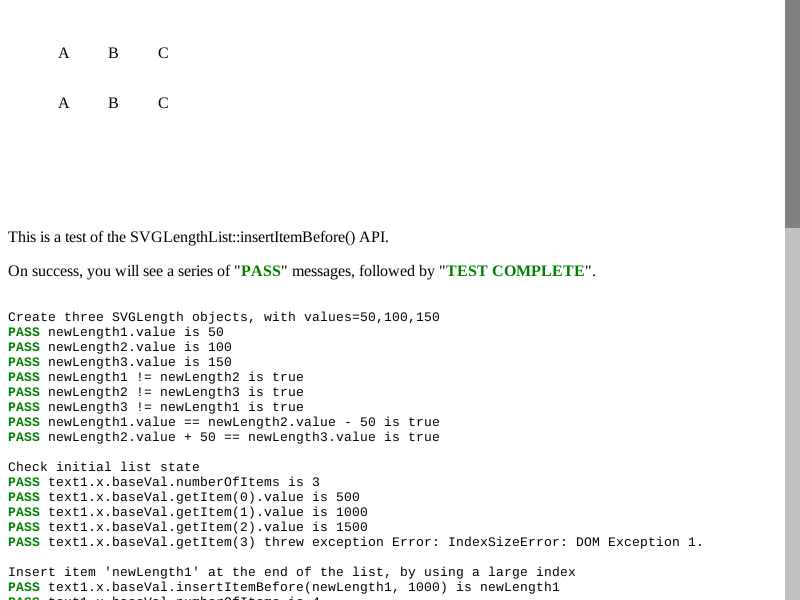 A B C
A B C
This is a test of the SVGLengthList::insertItemBefore() API.
On success, you will see a series of "PASS" messages, followed by "TEST COMPLETE".
Create three SVGLength objects, with values=50,100,150
PASS newLength1.value is 50
PASS newLength2.value is 100
PASS newLength3.value is 150
PASS newLength1 != newLength2 is true
PASS newLength2 != newLength3 is true
PASS newLength3 != newLength1 is true
PASS newLength1.value == newLength2.value - 50 is true
PASS newLength2.value + 50 == newLength3.value is true
Check initial list state
PASS text1.x.baseVal.numberOfItems is 3
PASS text1.x.baseVal.getItem(0).value is 500
PASS text1.x.baseVal.getItem(1).value is 1000
PASS text1.x.baseVal.getItem(2).value is 1500
PASS text1.x.baseVal.getItem(3) threw exception Error: IndexSizeError: DOM Exception 1.
Insert item 'newLength1' at the end of the list, by using a large index
PASS text1.x.baseVal.insertItemBefore(newLength1, 1000) is newLength1